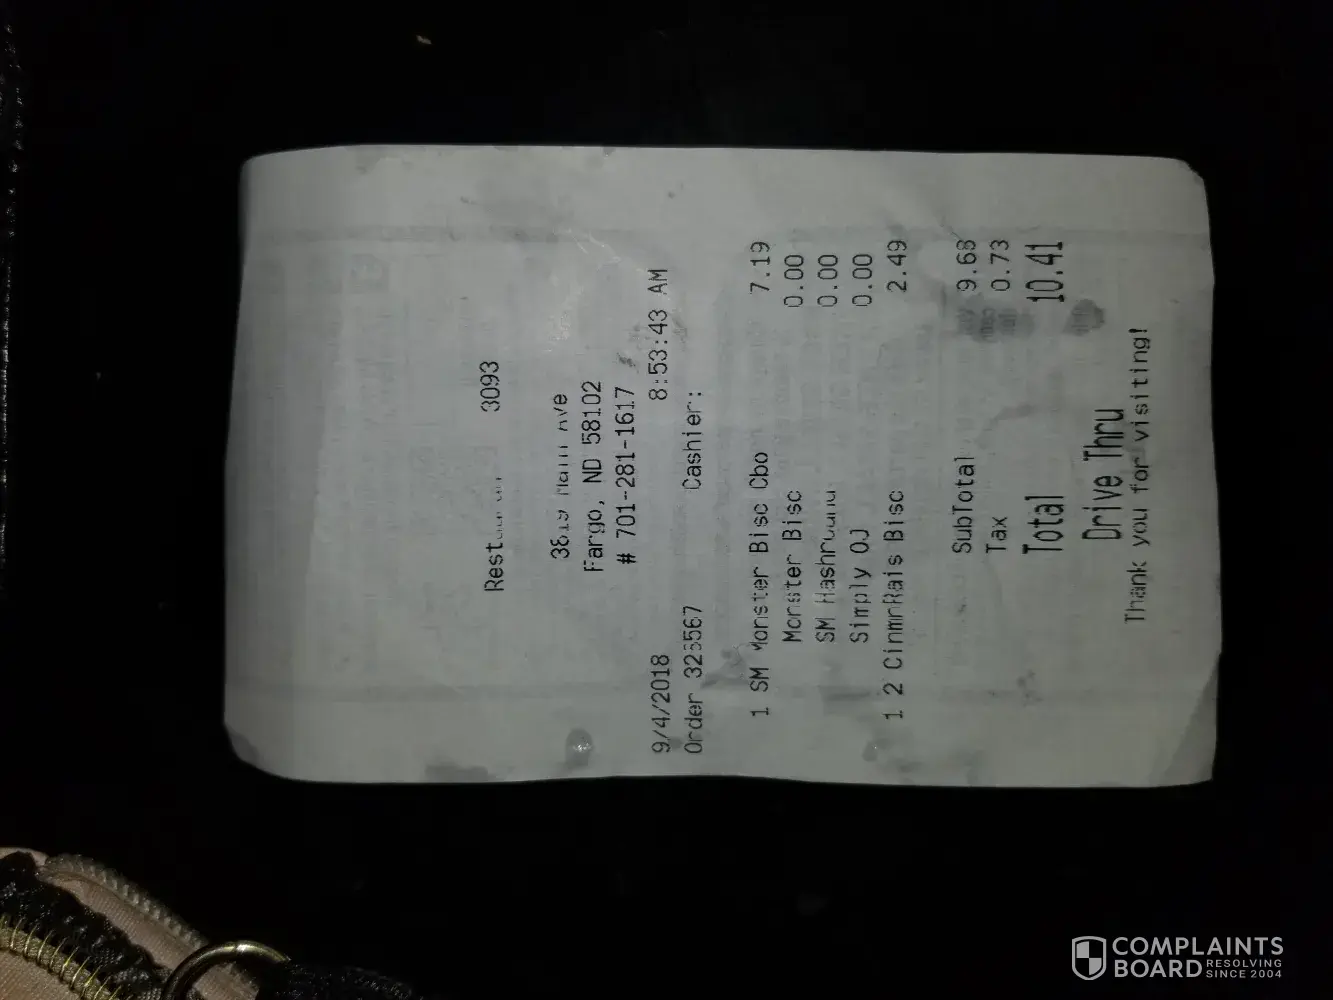 3093
Ave
Fargo, ND 58102
# 701-281-1617
9/4/2018 8:53:43 AM
Order Cashier:
1 SM Monster Bisc Cbo 7.19
Monster Bisc 0.00
SM 0.00
Simply OJ 0.00
1 2 CinmnRais Bisc 2.49
SubTotal 9.68
Tax 0.73
Total 10.41
Drive Thru
Thank you for visiting!
COMPLAINTS
BOARD RESOLVING
SINCE 2004